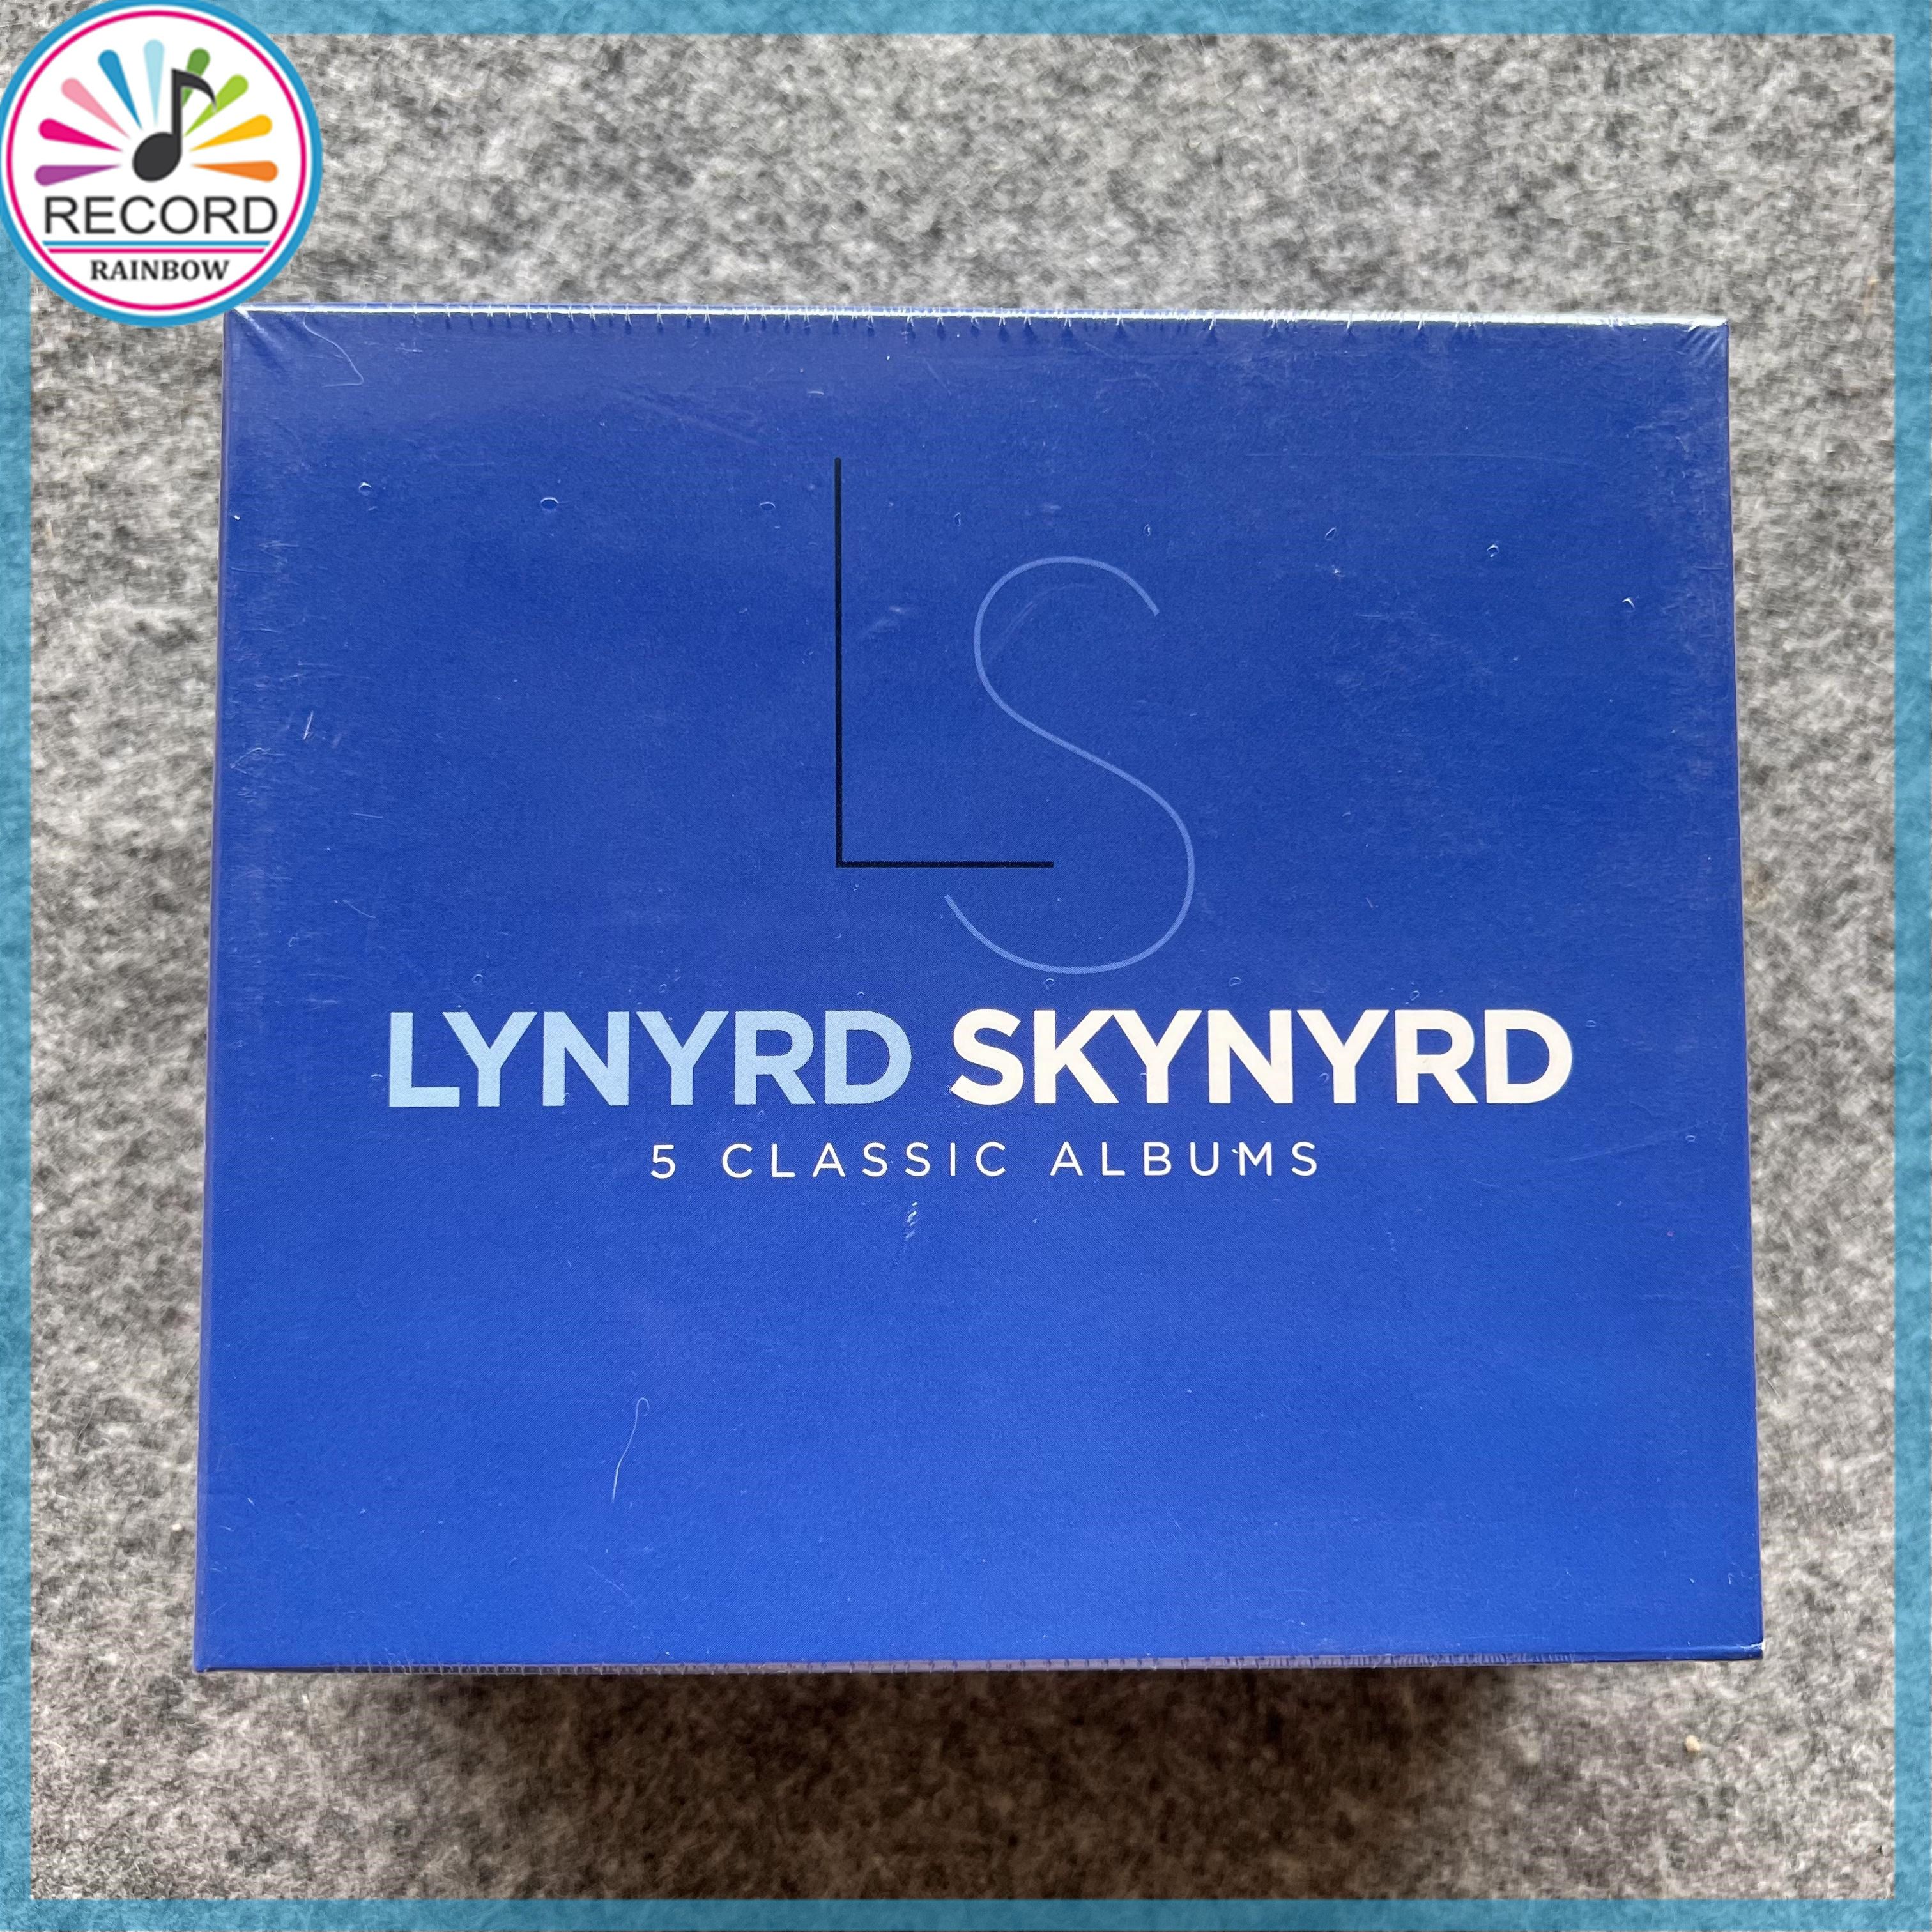 RECORD
RAINBOW
LS
LYNYRD SKYNYRD
5 CLASSIC ALBUMS